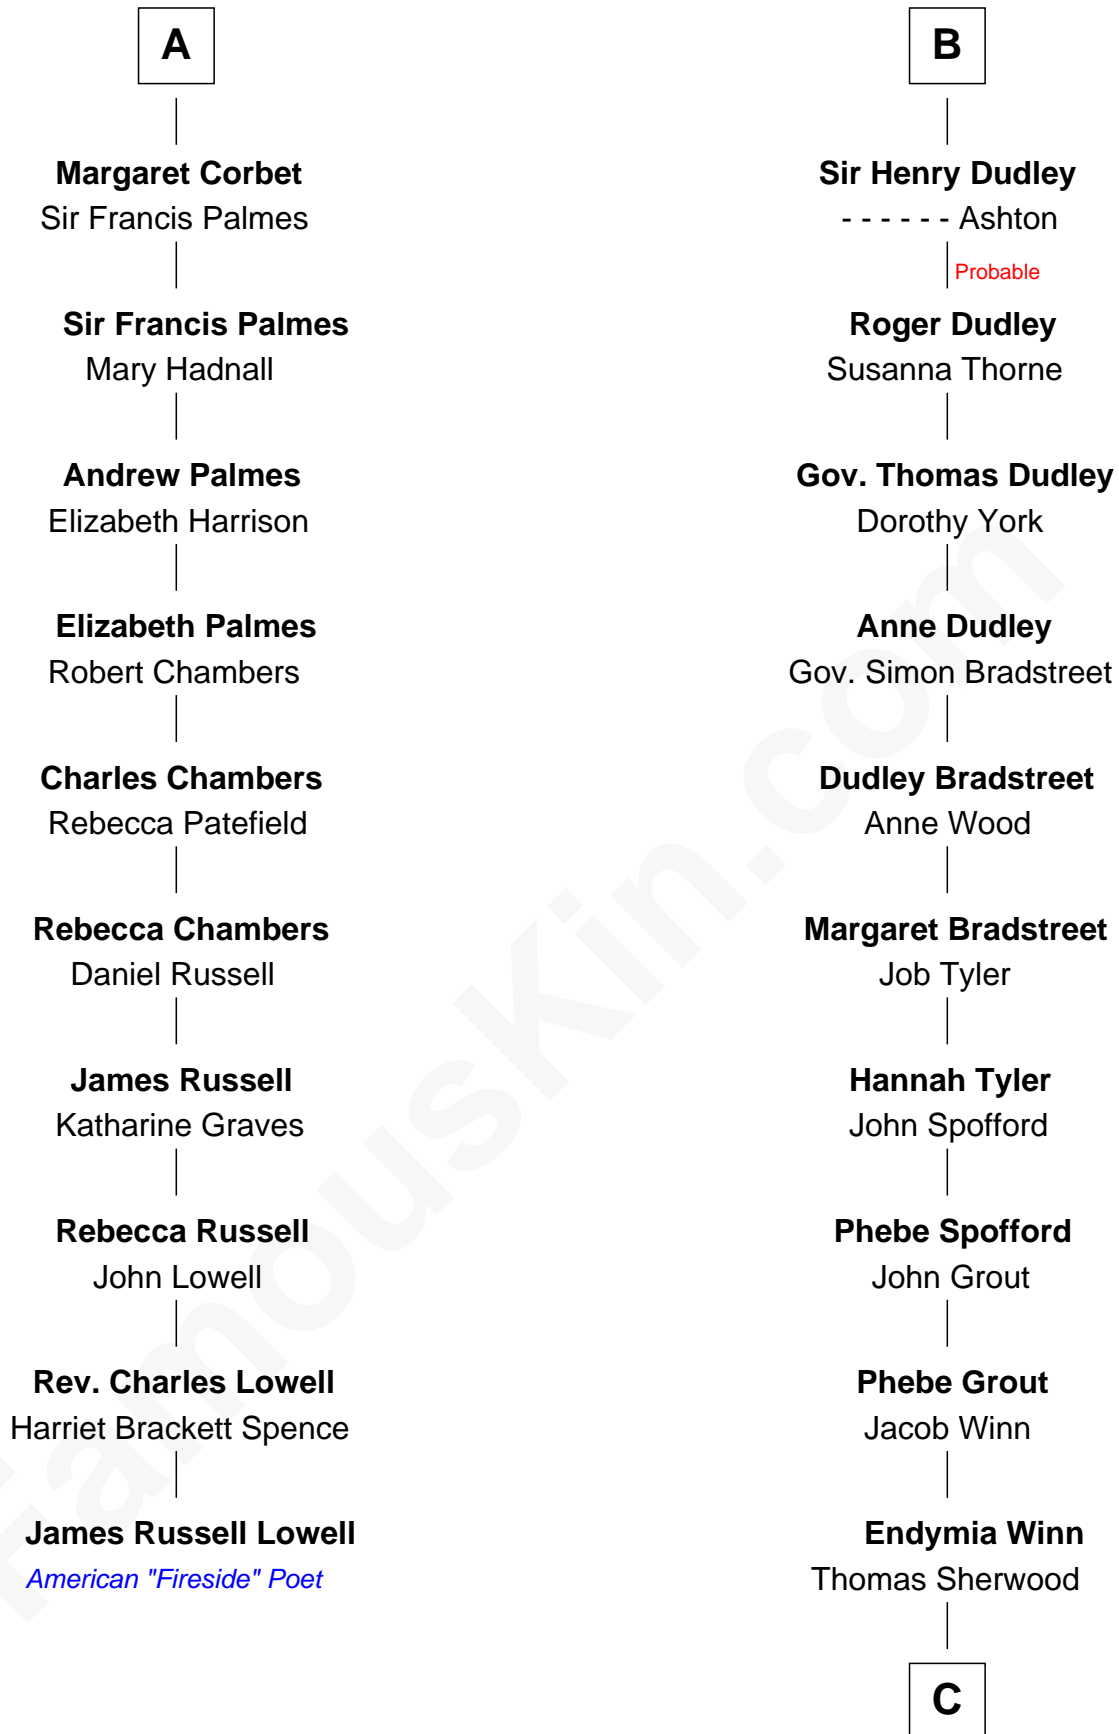 A
Margaret Corbet
Sir Francis Palmes
Sir Francis Palmes
Mary Hadnall
Andrew Palmes
Elizabeth Harrison
Elizabeth Palmes
Robert Chambers
Charles Chambers
Rebecca Patefield
Rebecca Chambers
Daniel Russell
James Russell
Katharine Graves
Rebecca Russell
John Lowell
Rev. Charles Lowell
Harriet Brackett Spence
James Russell Lowell
American "Fireside" Poet
B
Sir Henry Dudley
- - - - - - Ashton
Probable
Roger Dudley
Susanna Thorne
Gov. Thomas Dudley
Dorothy York
Anne Dudley
Gov. Simon Bradstreet
Dudley Bradstreet
Anne Wood
Margaret Bradstreet
Job Tyler
Hannah Tyler
John Spofford
Phebe Spofford
John Grout
Phebe Grout
Jacob Winn
Endymia Winn
Thomas Sherwood
C
FamousKin.com